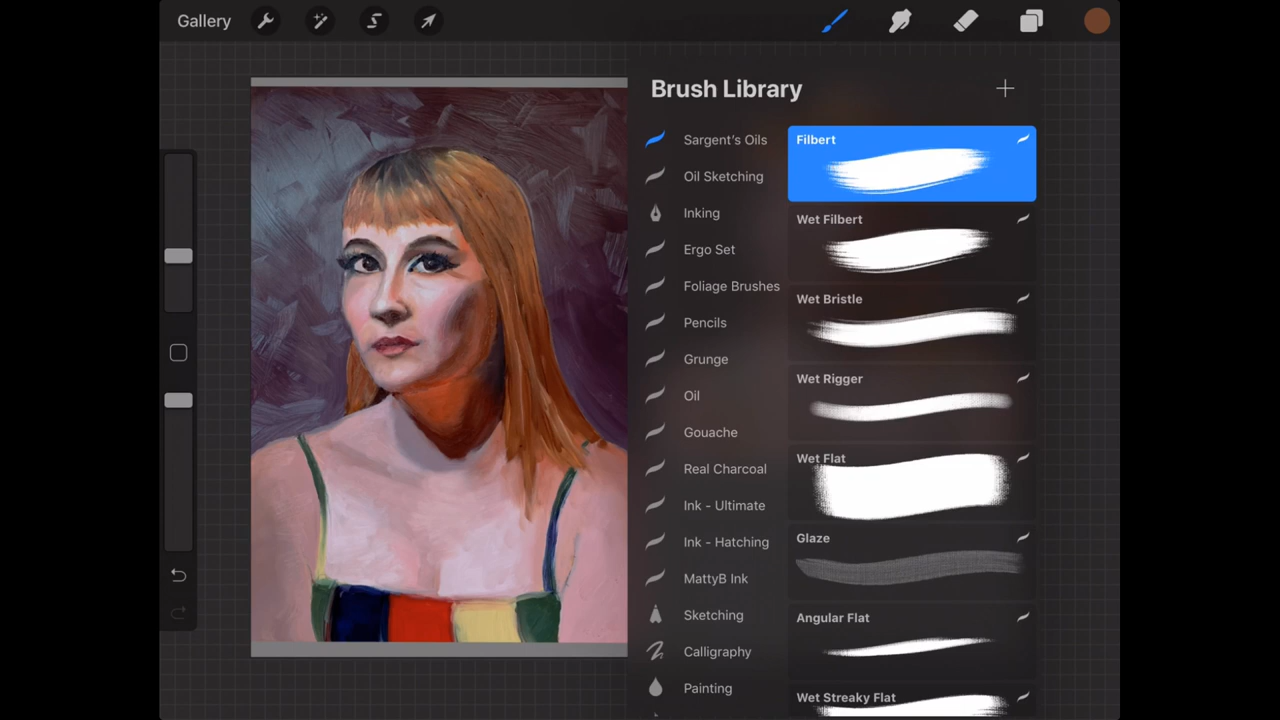 Gallery
Brush Library
Sargent's Oils
Oil Sketching
Inking
Ergo Set
Foliage Brushes
Pencils
Grunge
Oil
Gouache
Real Charcoal
Ink - Ultimate
Ink - Hatching
MattyB Ink
Sketching
Calligraphy
Painting
Filbert
Wet Filbert
Wet Bristle
Wet Rigger
Wet Flat
Glaze
Angular Flat
Wet Streaky Flat